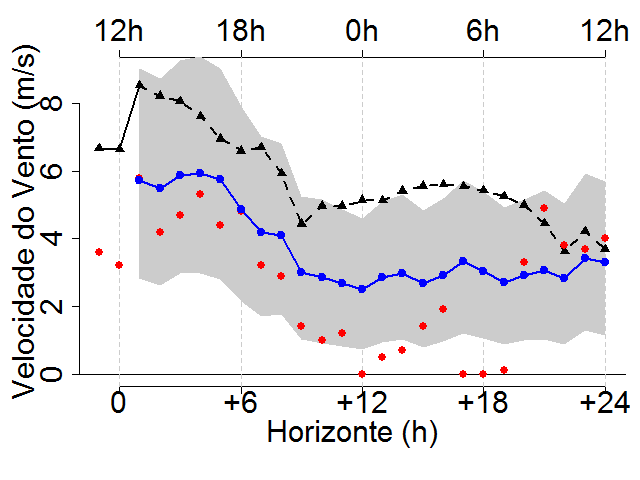 12h 18h 0h 6h 12h
Velocidade do Vento (m/s)
8
6
4
2
0
0 +6 +12 +18 +24
Horizonte (h)